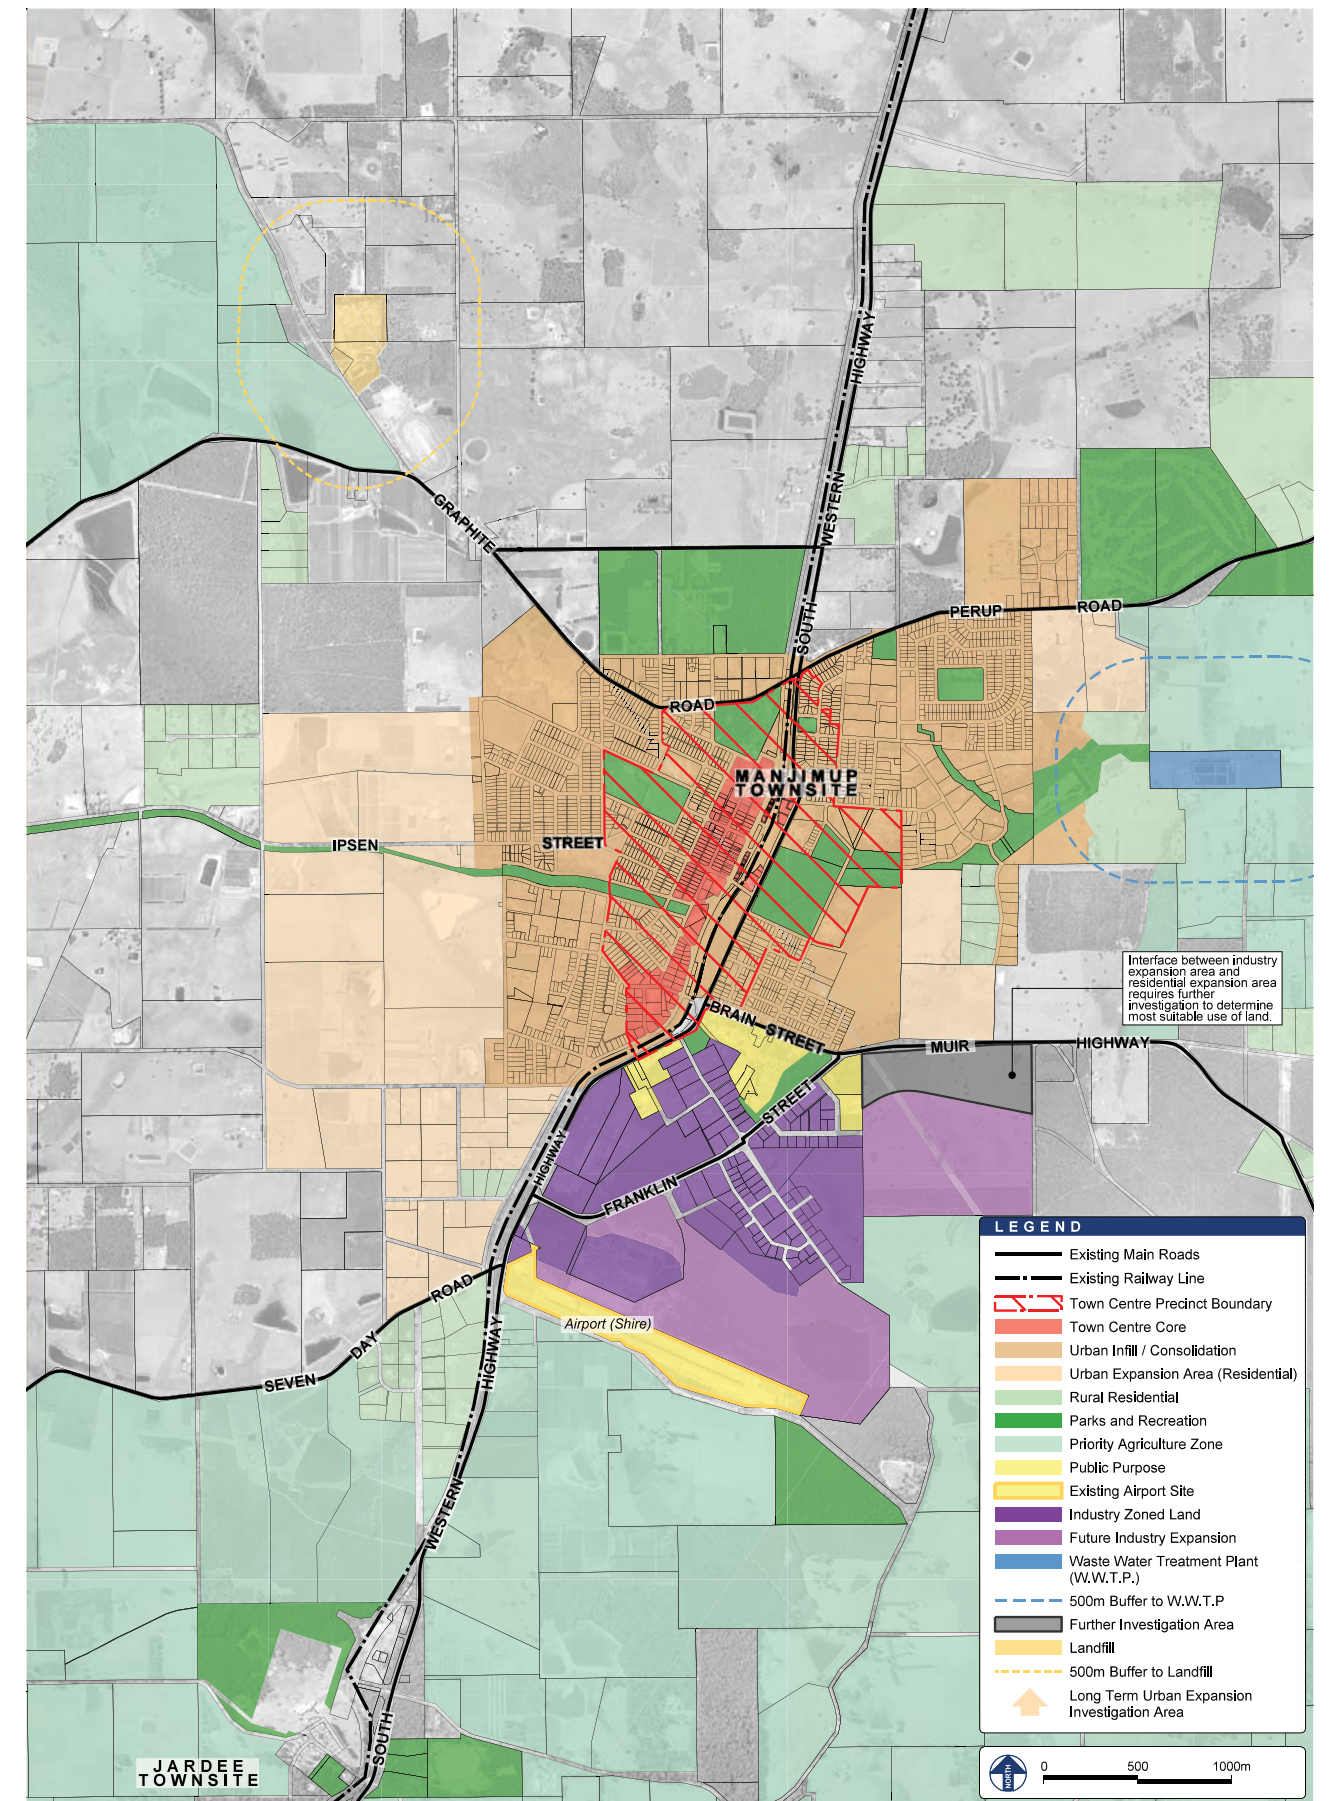 HIGHWAY
WESTERN
GRAPHITE
SOUTH
PERUP
ROAD
ROAD
MANJIMUP
TOWNSITE
IPSEN
STREET
Interface between industry
expansion area and
residential expansion area
requires further
investigation to determine
most suitable use of land.
BRAIN STREET
MUIR
HIGHWAY
STREET
HIGHWAY
FRANKLIN
ROAD
Airport (Shire)
DAY
HIGHWAY
SEVEN
WESTERN
SOUTH
JARDEE
TOWNSITE
LEGEND
Existing Main Roads
Existing Railway Line
Town Centre Precinct Boundary
Town Centre Core
Urban Infill / Consolidation
Urban Expansion Area (Residential)
Rural Residential
Parks and Recreation
Priority Agriculture Zone
Public Purpose
Existing Airport Site
Industry Zoned Land
Future Industry Expansion
Waste Water Treatment Plant
(W.W.T.P.)
500m Buffer to W.W.T.P
Further Investigation Area
Landfill
500m Buffer to Landfill
Long Term Urban Expansion
Investigation Area
NORTH
0 500 1000m